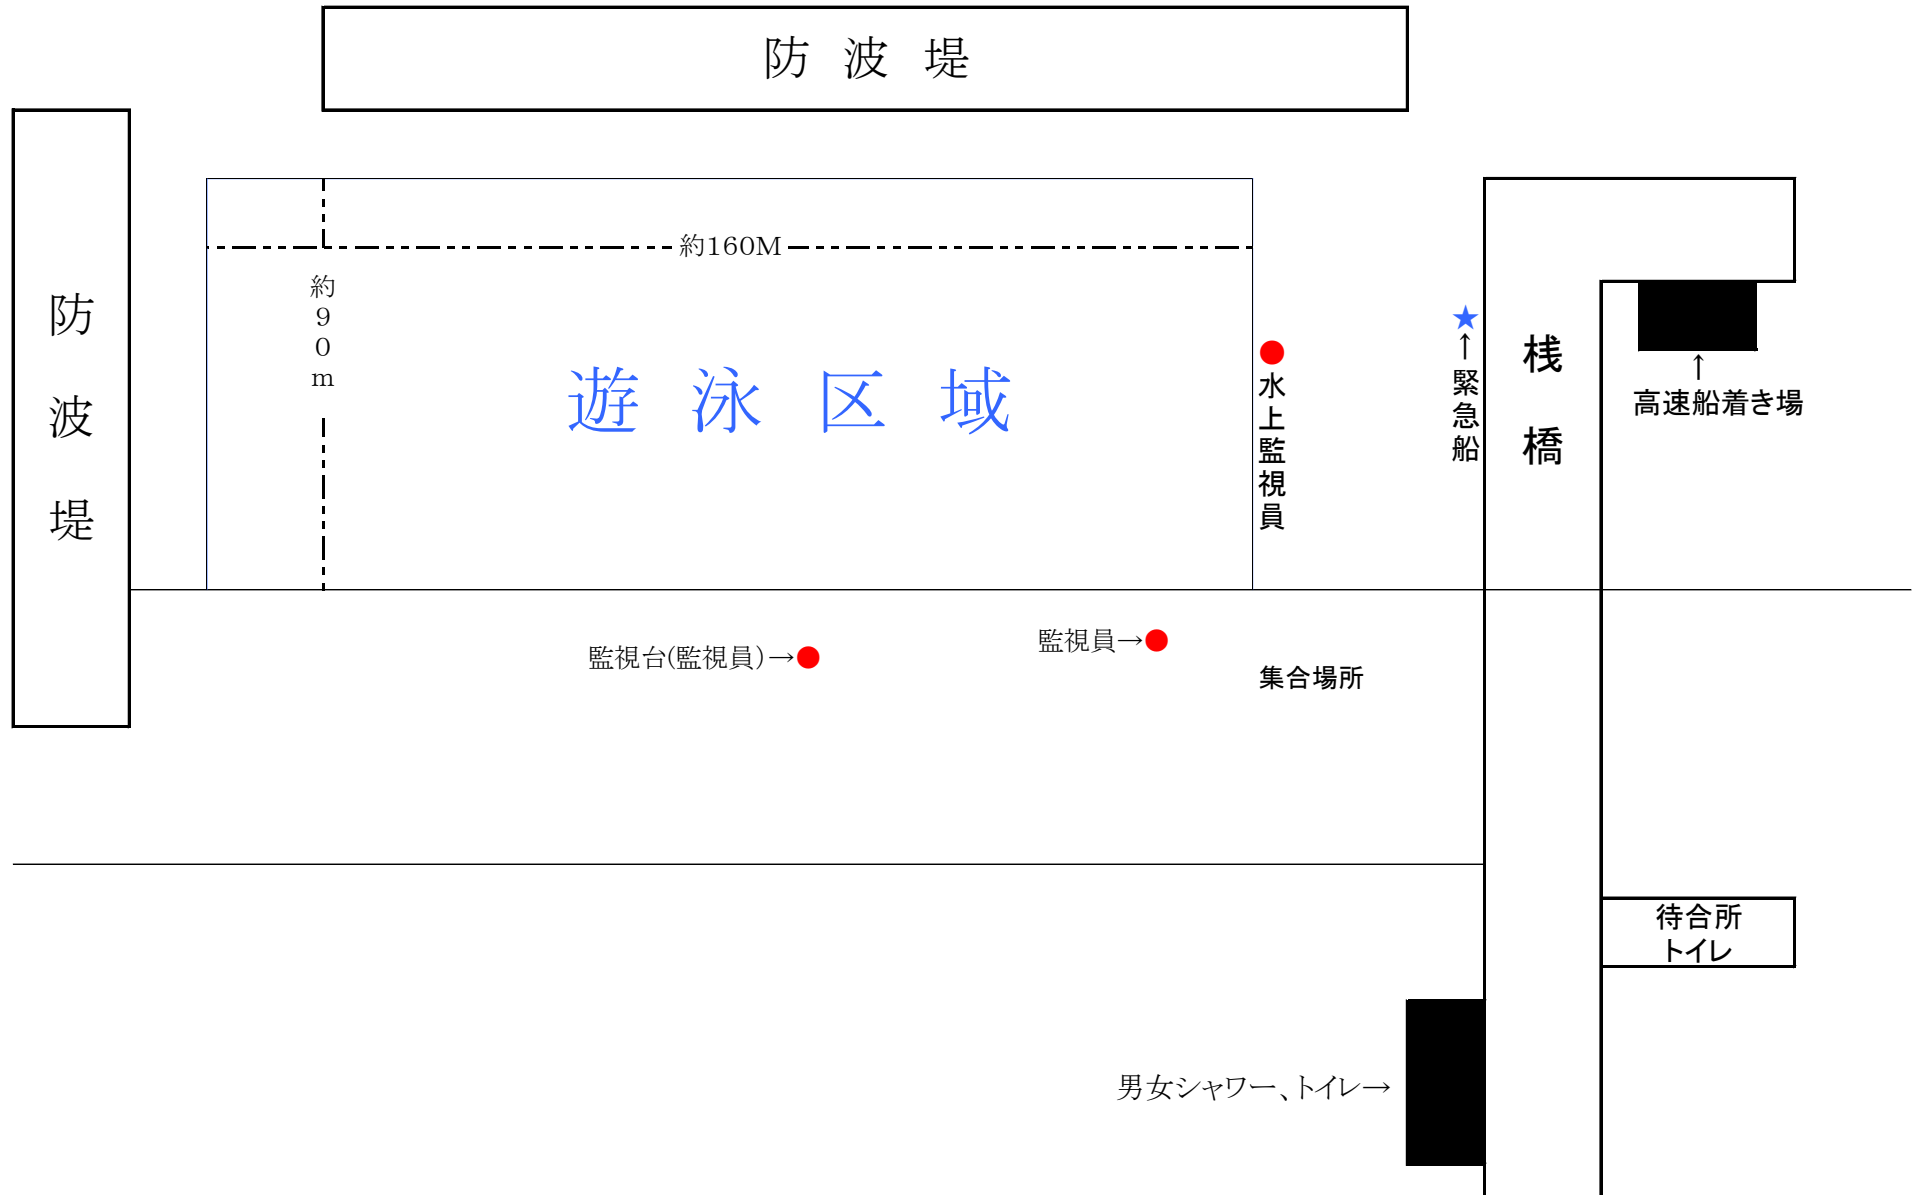 防 波 堤
防波堤
約160M
約90m
遊 泳 区 域
水上監視員
★
↑緊急船
桟橋
↑
高速船着き場
監視台(監視員)→●
監視員→●
集合場所
待合所
トイレ
男女シャワー、トイレ→